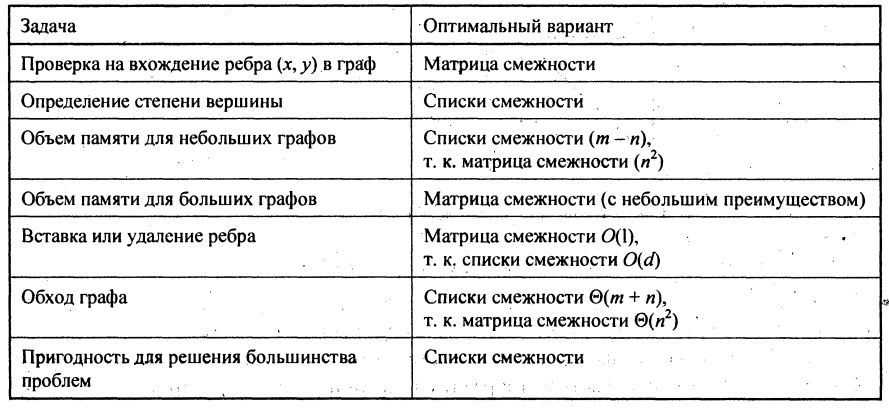 Задача
Оптимальный вариант
Проверка на вхождение ребра (x, y) в граф
Матрица смежности
Определение степени вершины
Списки смежности
Объем памяти для небольших графов
Списки смежности (m – n),
т. к. матрица смежности (n²)
Объем памяти для больших графов
Матрица смежности (с небольшим преимуществом)
Вставка или удаление ребра
Матрица смежности O(1),
т. к. списки смежности O(d)
Обход графа
Списки смежности Θ(m + n),
т. к. матрица смежности Θ(n²)
Пригодность для решения большинства
проблем
Списки смежности